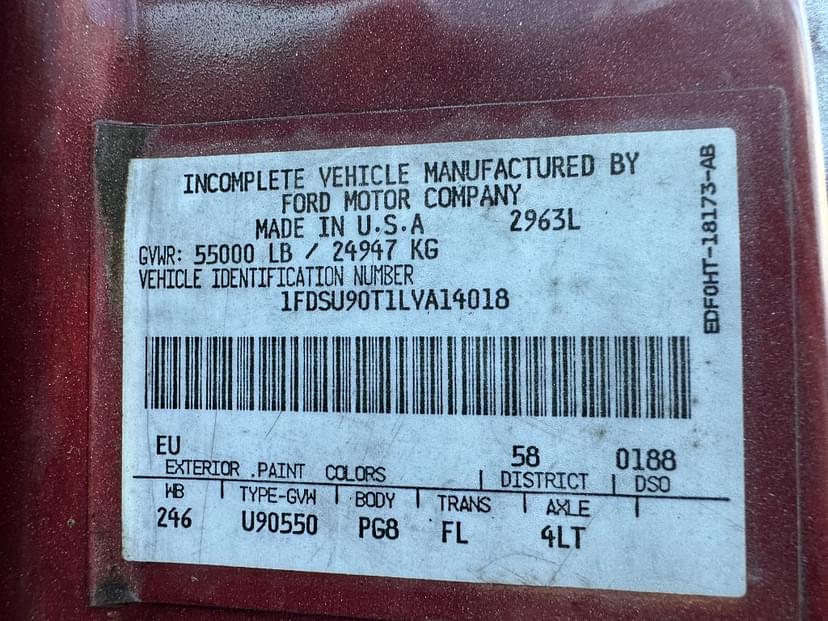 INCOMPLETE VEHICLE MANUFACTURED BY
FORD MOTOR COMPANY
MADE IN U.S.A 2963L
GVWR: 55000 LB / 24947 KG
VEHICLE IDENTIFICATION NUMBER
1FDSU90T1LVA14018
EDF0HT-18173-AB
EU 58 0188
EXTERIOR .PAINT COLORS DISTRICT DSO
WB TYPE-GVW BODY TRANS AXLE
246 U90550 PG8 FL 4LT